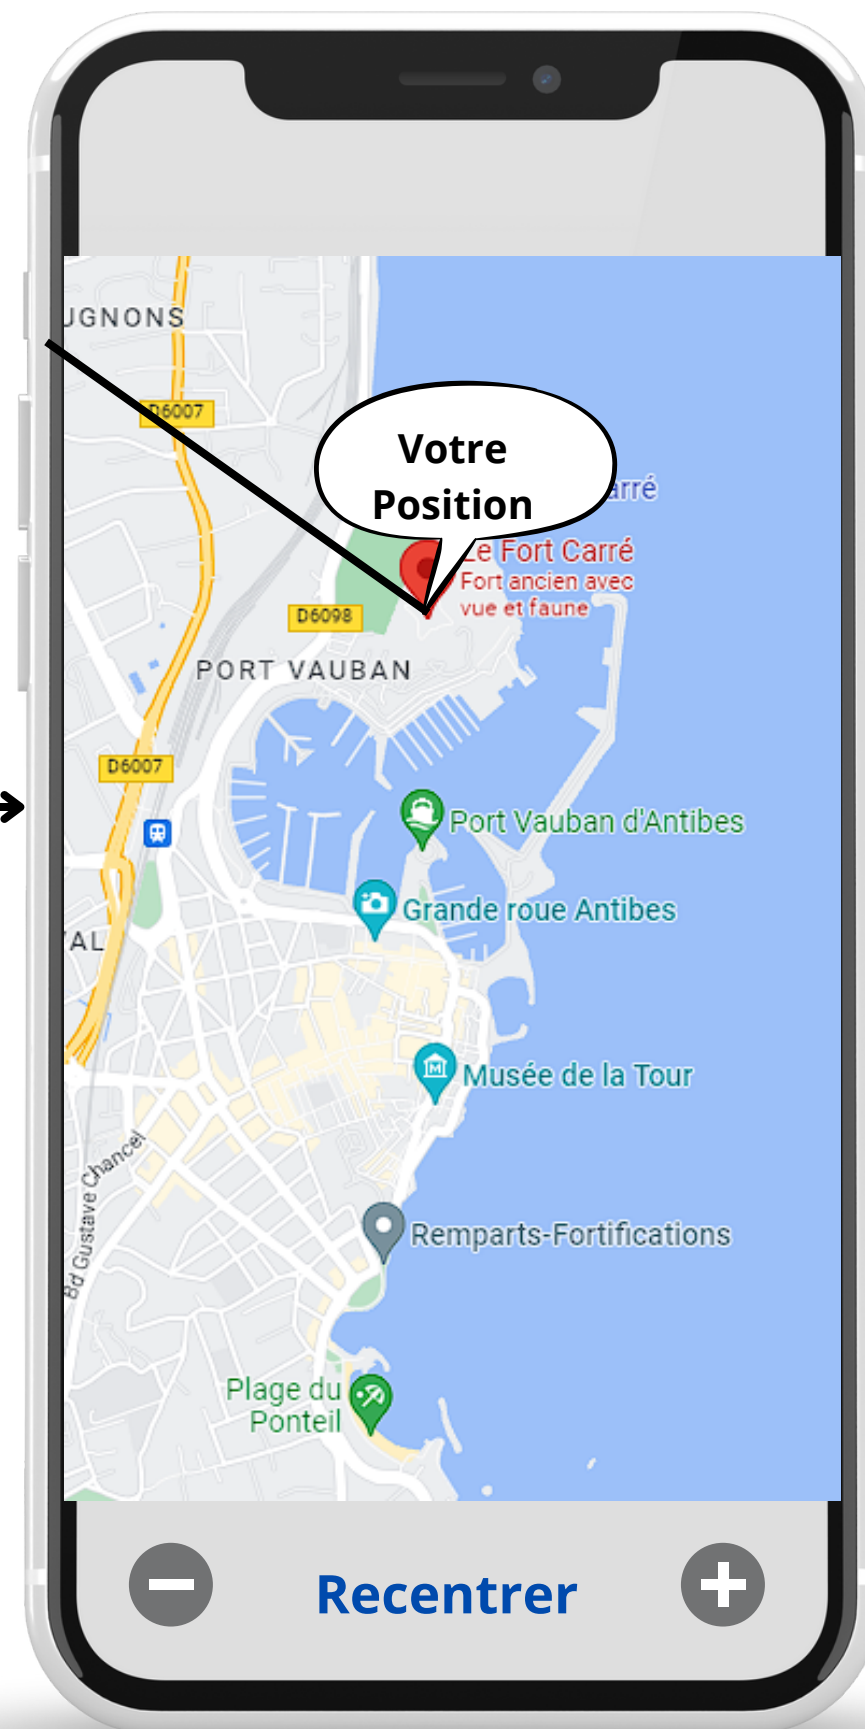 UGNONS
D6007
Votre
Position
arré
Le Fort Carré
Fort ancien avec
vue et faune
D6098
PORT VAUBAN
D6007
Port Vauban d'Antibes
Grande roue Antibes
VAL
Musée de la Tour
Bd Gustave Chancel
Remparts-Fortifications
Plage du
Ponteil
Recentrer